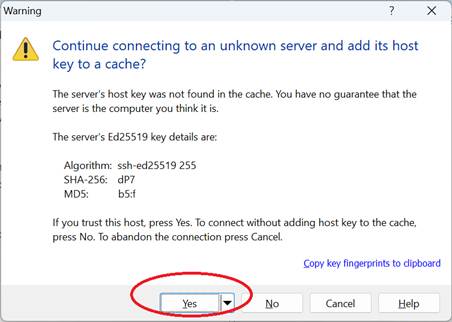 Warning
?
Continue connecting to an unknown server and add its host
key to a cache?
The server's host key was not found in the cache. You have no guarantee that the
server is the computer you think it is.
The server's Ed25519 key details are:
Algorithm: ssh-ed25519 255
SHA-256: dP7
MD5: b5:f
If you trust this host, press Yes. To connect without adding host key to the cache,
press No. To abandon the connection press Cancel.
Copy key fingerprints to clipboard
Yes No Cancel Help